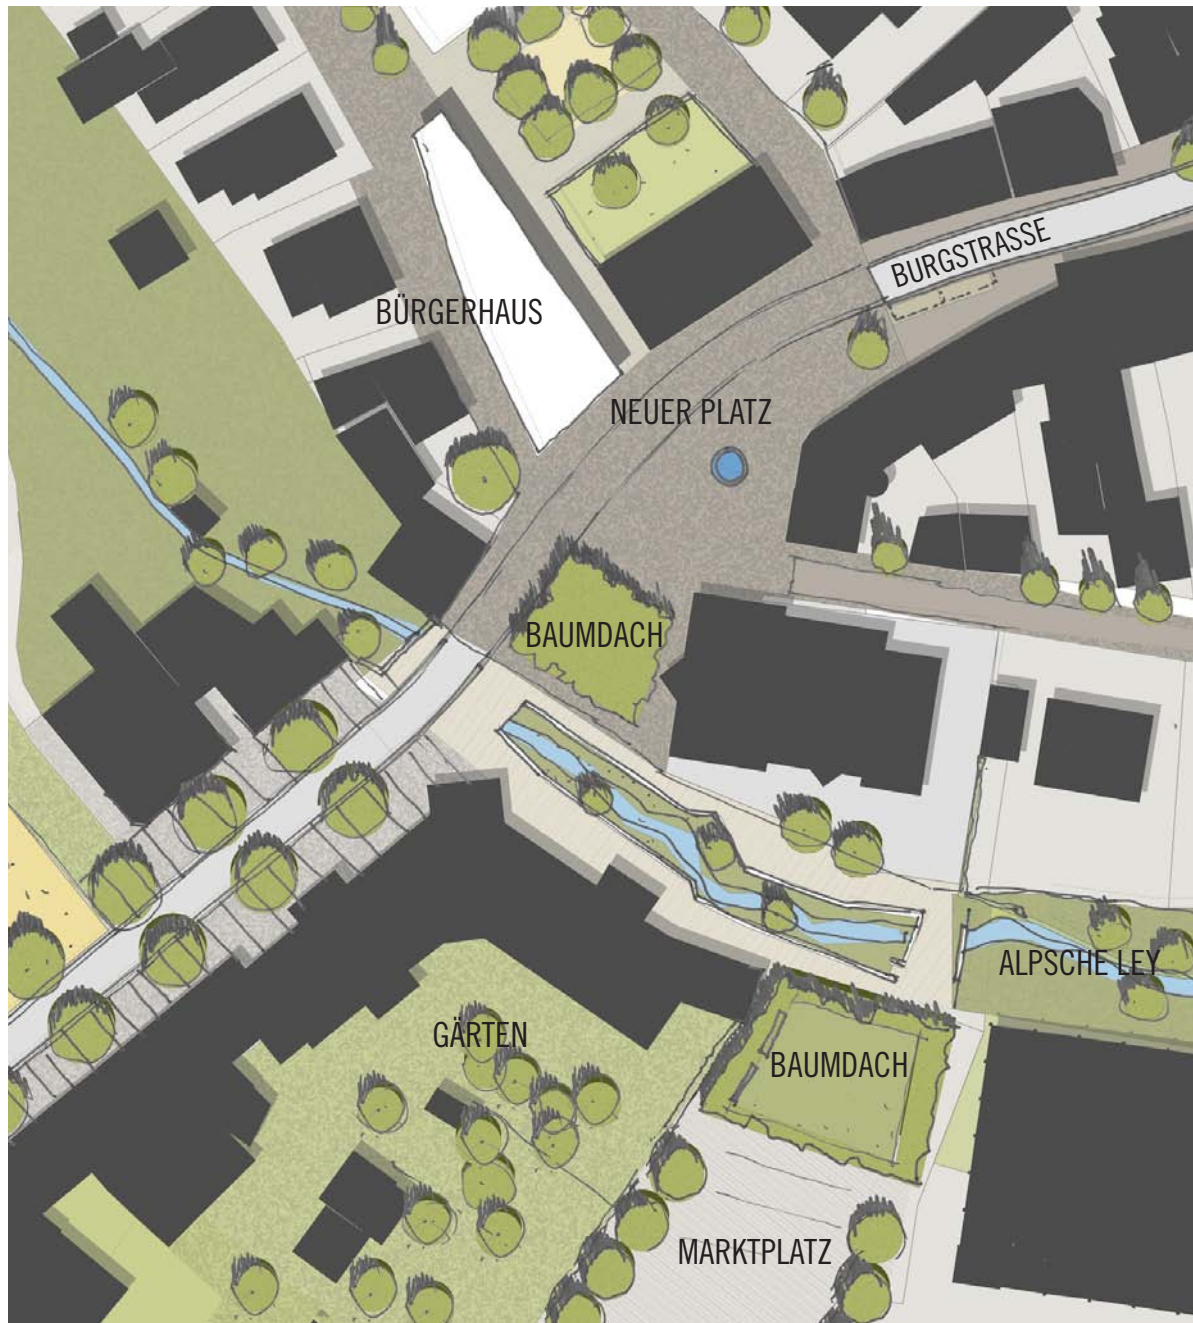 BURGSTRASSE
BÜRGERHAUS
NEUER PLATZ
BAUMDACH
ALPSCHE LEY
GÄRTEN
BAUMDACH
MARKTPLATZ